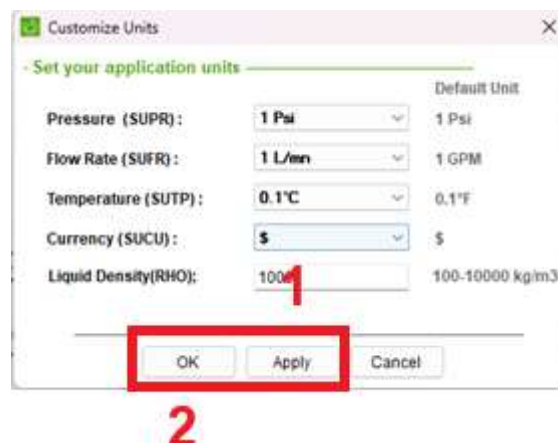 Customize Units
Set your application units
Default Unit
Pressure (SUPR) : 1 Psi 1 Psi
Flow Rate (SUFR) : 1 L/mn 1 GPM
Temperature (SUTP) : 0.1°C 0.1°F
Currency (SUCU) : $ $
Liquid Density(RHO); 1000 100-10000 kg/m3
1
OK Apply Cancel
2